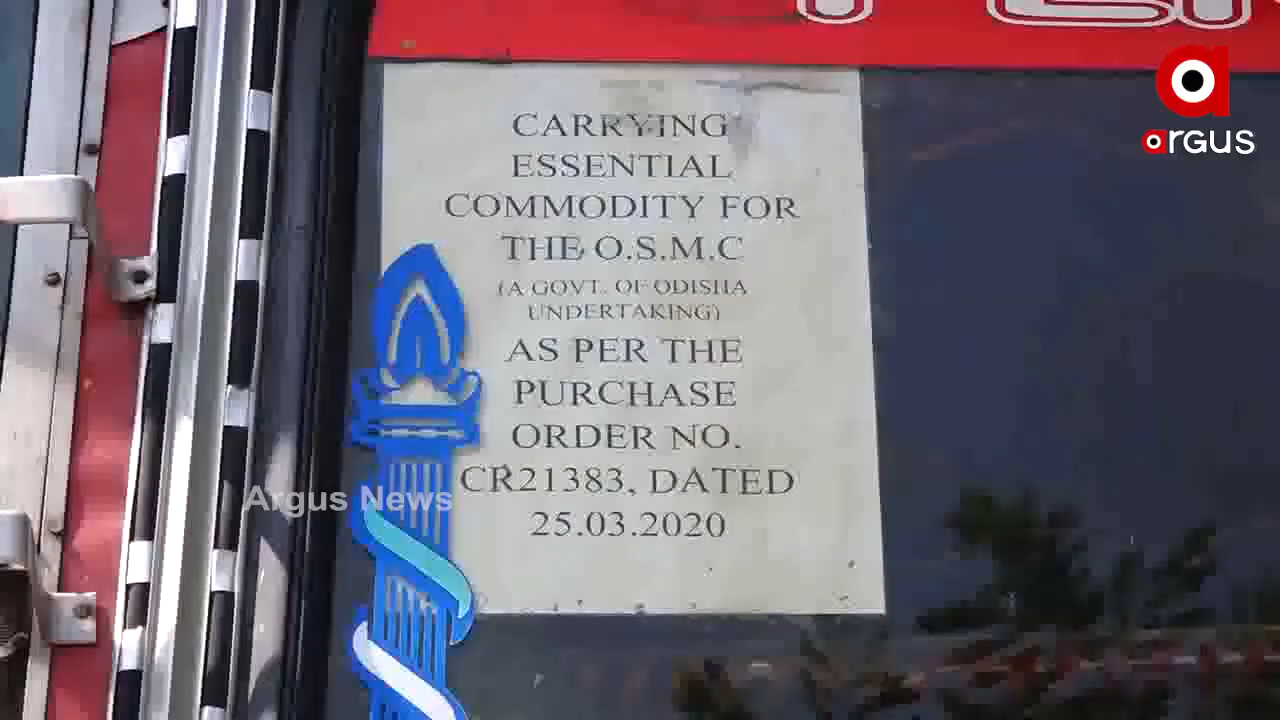 argus
CARRYING
ESSENTIAL
COMMODITY FOR
THE O.S.M.C
(A GOVT. OF ODISHA
UNDERTAKING)
AS PER THE
PURCHASE
ORDER NO.
CR21383, DATED
25.03.2020
Argus News